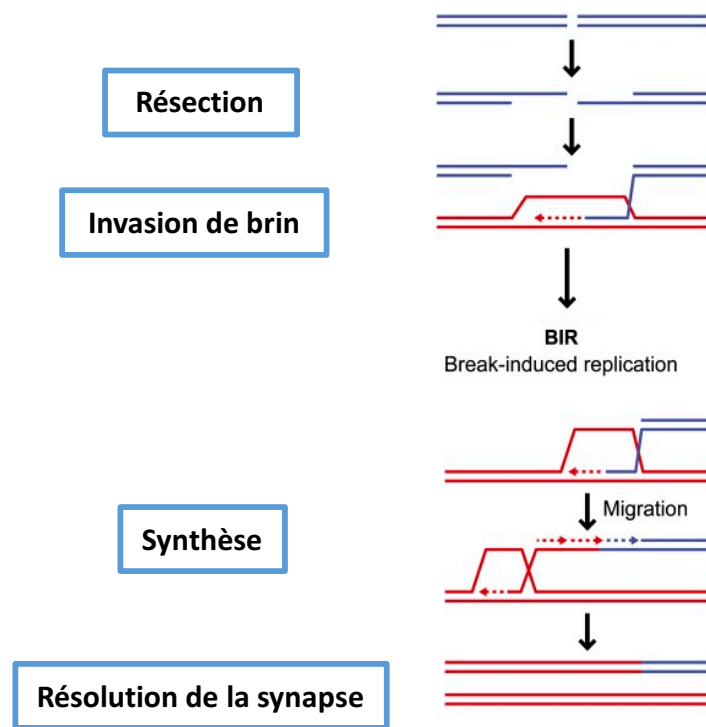 Résection
Invasion de brin
BIR
Break-induced replication
Migration
Synthèse
Résolution de la synapse